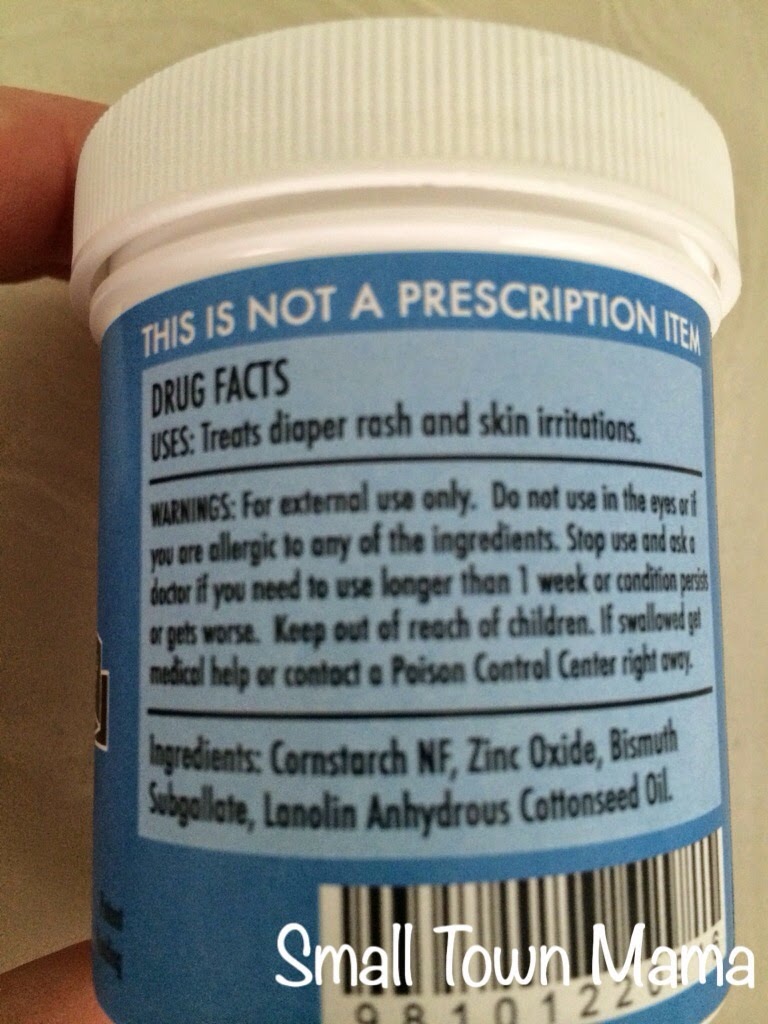 THIS IS NOT A PRESCRIPTION ITEM
DRUG FACTS
USES: Treats diaper rash and skin irritations.
WARNINGS: For external use only. Do not use in the eyes or if
you are allergic to any of the ingredients. Stop use and ask a
doctor if you need to use longer than 1 week or condition persists
or gets worse. Keep out of reach of children. If swallowed get
medical help or contact a Poison Control Center right away.
Ingredients: Cornstarch NF, Zinc Oxide, Bismuth
Subgallate, Lanolin Anhydrous Cottonseed Oil.
Small Town Mama